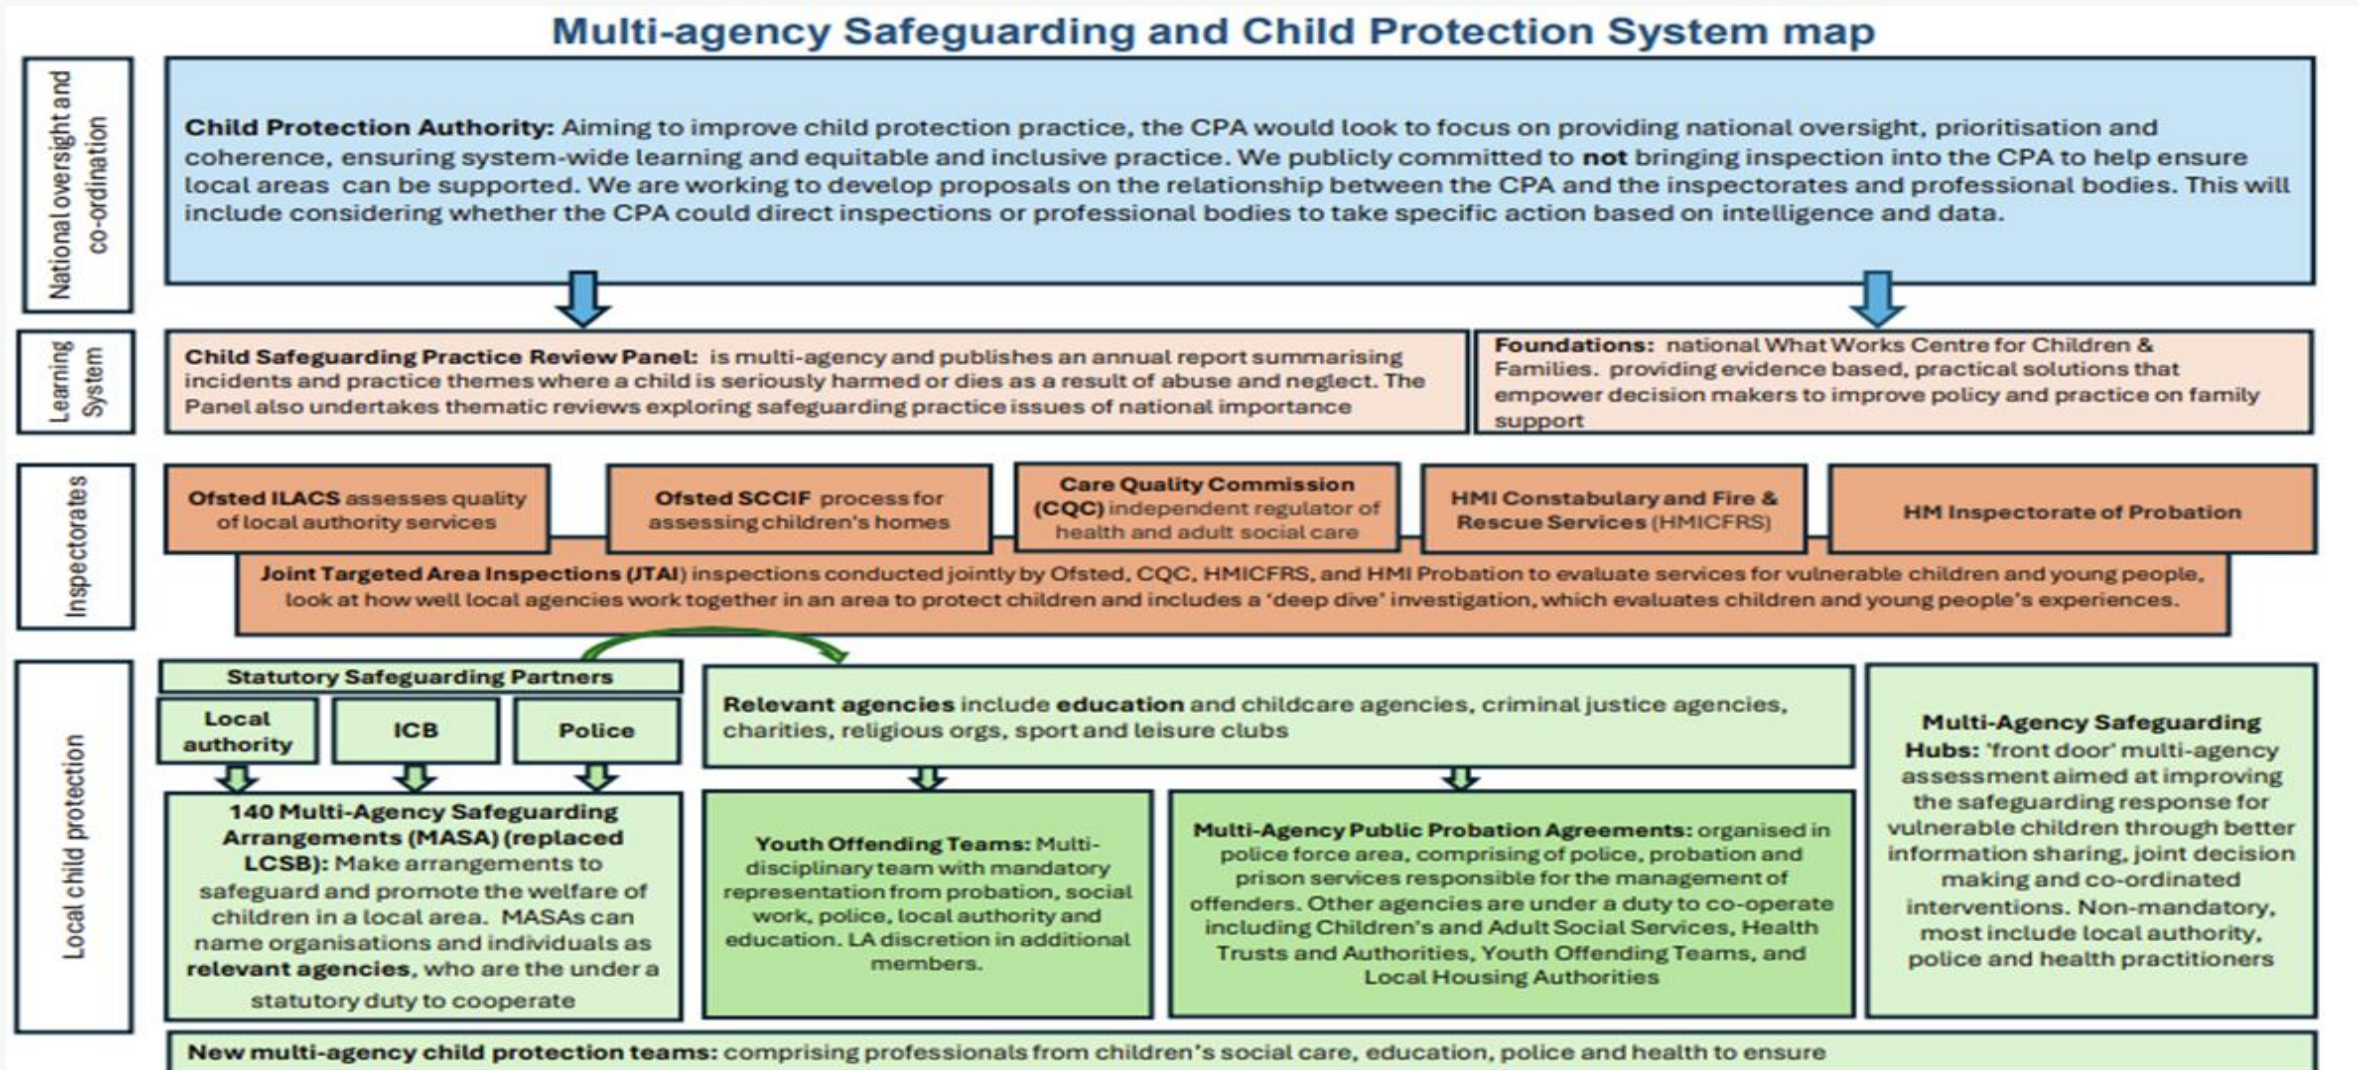 Multi-agency Safeguarding and Child Protection System map
National oversight and
co-ordination
Child Protection Authority: Aiming to improve child protection practice, the CPA would look to focus on providing national oversight, prioritisation and
coherence, ensuring system-wide learning and equitable and inclusive practice. We publicly committed to not bringing inspection into the CPA to help ensure
local areas can be supported. We are working to develop proposals on the relationship between the CPA and the inspectorates and professional bodies. This will
include considering whether the CPA could direct inspections or professional bodies to take specific action based on intelligence and data.
Learning
System
Child Safeguarding Practice Review Panel: is multi-agency and publishes an annual report summarising
incidents and practice themes where a child is seriously harmed or dies as a result of abuse and neglect. The
Panel also undertakes thematic reviews exploring safeguarding practice issues of national importance
Foundations: national What Works Centre for Children &
Families. providing evidence based, practical solutions that
empower decision makers to improve policy and practice on family
support
Inspectorates
Ofsted ILACS assesses quality
of local authority services
Ofsted SCCIF process for
assessing children's homes
Care Quality Commission
(CQC) independent regulator of
health and adult social care
HMI Constabulary and Fire &
Rescue Services (HMICFRS)
HM Inspectorate of Probation
Joint Targeted Area Inspections (JTAI) inspections conducted jointly by Ofsted, CQC, HMICFRS, and HMI Probation to evaluate services for vulnerable children and young people,
look at how well local agencies work together in an area to protect children and includes a 'deep dive' investigation, which evaluates children and young people's experiences.
Local child protection
Statutory Safeguarding Partners
Local
authority
ICB
Police
140 Multi-Agency Safeguarding
Arrangements (MASA) (replaced
LCSB): Make arrangements to
safeguard and promote the welfare of
children in a local area. MASAs can
name organisations and individuals as
relevant agencies, who are the under a
statutory duty to cooperate
Relevant agencies include education and childcare agencies, criminal justice agencies,
charities, religious orgs, sport and leisure clubs
Youth Offending Teams: Multi-
disciplinary team with mandatory
representation from probation, social
work, police, local authority and
education. LA discretion in additional
members.
Multi-Agency Public Probation Agreements: organised in
police force area, comprising of police, probation and
prison services responsible for the management of
offenders. Other agencies are under a duty to co-operate
including Children's and Adult Social Services, Health
Trusts and Authorities, Youth Offending Teams, and
Local Housing Authorities
Multi-Agency Safeguarding
Hubs: 'front door' multi-agency
assessment aimed at improving
the safeguarding response for
vulnerable children through better
information sharing, joint decision
making and co-ordinated
interventions. Non-mandatory,
most include local authority,
police and health practitioners
New multi-agency child protection teams: comprising professionals from children's social care, education, police and health to ensure